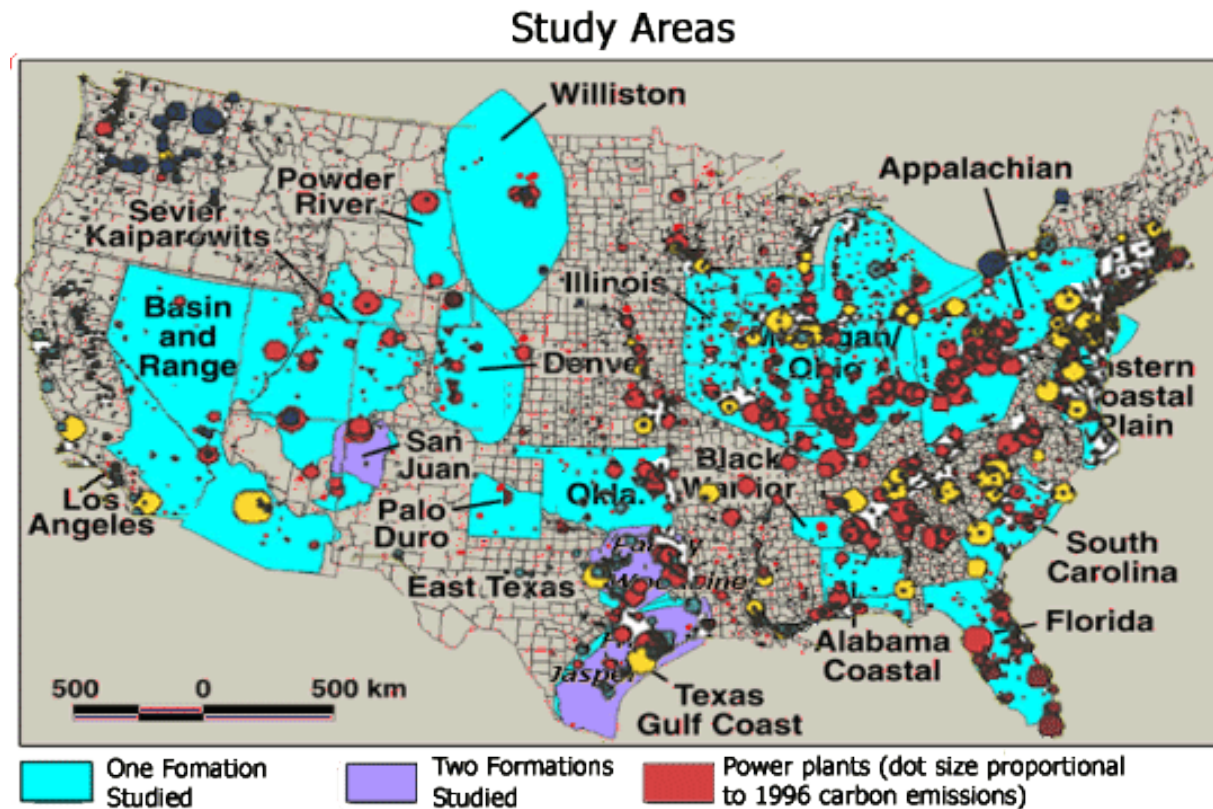 Study Areas
Williston
Appalachian
Powder
River
Sevier
Kaiparowits
Illinois
Basin
and
Range
Denver
Ohio
Coastal
Plain
San
Juan
Black
Warrior
Los
Angeles
Okla.
Palo
Duro
South
Carolina
East Texas
Florida
Alabama
Coastal
Jasper
Texas
Gulf Coast
500 0 500 km
One Fomation
Studied
Two Formations
Studied
Power plants (dot size proportional
to 1996 carbon emissions)